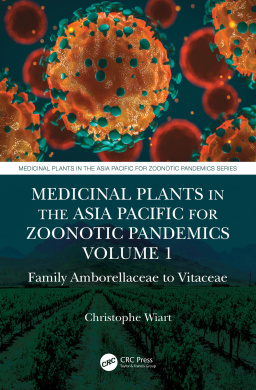 MEDICINAL PLANTS IN THE ASIA PACIFIC FOR ZOONOTIC PANDEMICS SERIES
MEDICINAL PLANTS IN
THE ASIA PACIFIC FOR
ZOONOTIC PANDEMICS
VOLUME 1
Family Amborellaceae to Vitaceae
Christophe Wiart
CRC
CRC Press
Taylor & Francis Group